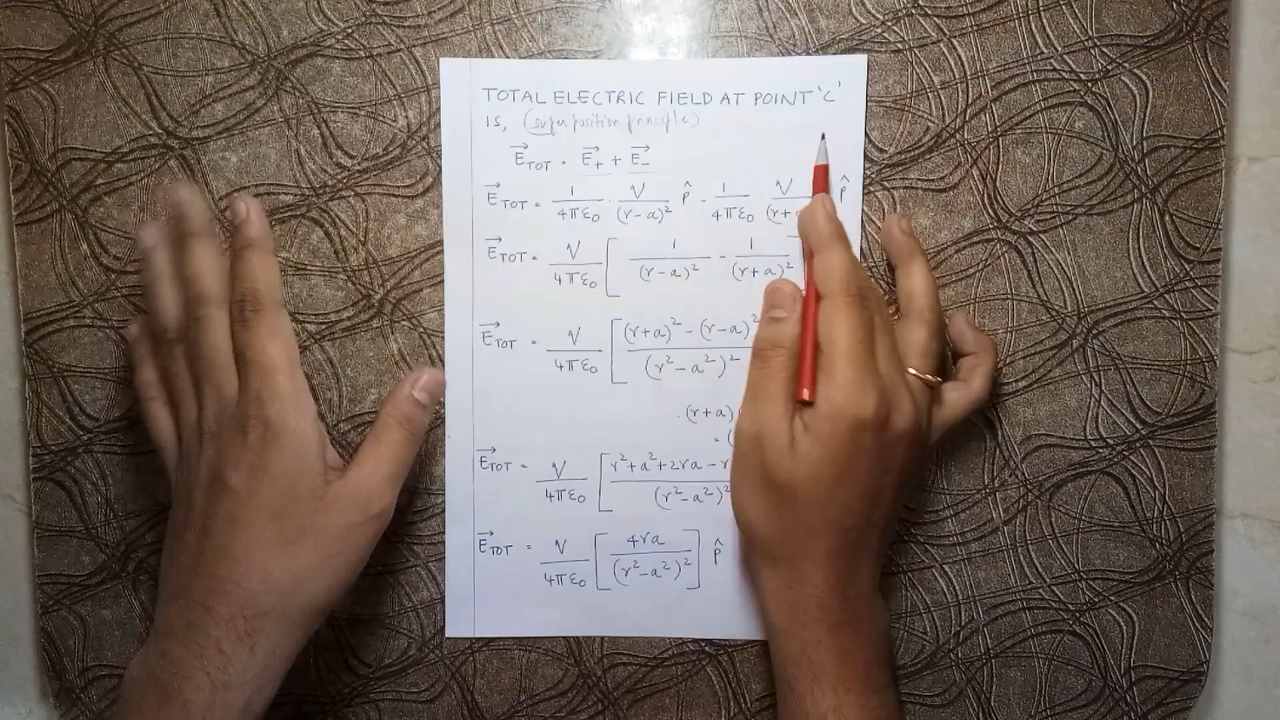 TOTAL ELECTRIC FIELD AT POINT 'C'
IS, (superposition principle)
E⃗TOT = E⃗+ + E⃗-
E⃗TOT = 1/4πε0 · q/(r-a)² p̂ - 1/4πε0 q/(r+a p̂
E⃗TOT = q/4πε0 [ 1/(r-a)² - 1/(r+a)²
E⃗TOT = q/4πε0 [ (r+a)² - (r-a)²/(r²-a²)²
(r+a)
= (
E⃗TOT = q/4πε0 [ r²+a²+2ra-r/(r²-a²)²
E⃗TOT = q/4πε0 [ 4ra/(r²-a²)² ] p̂